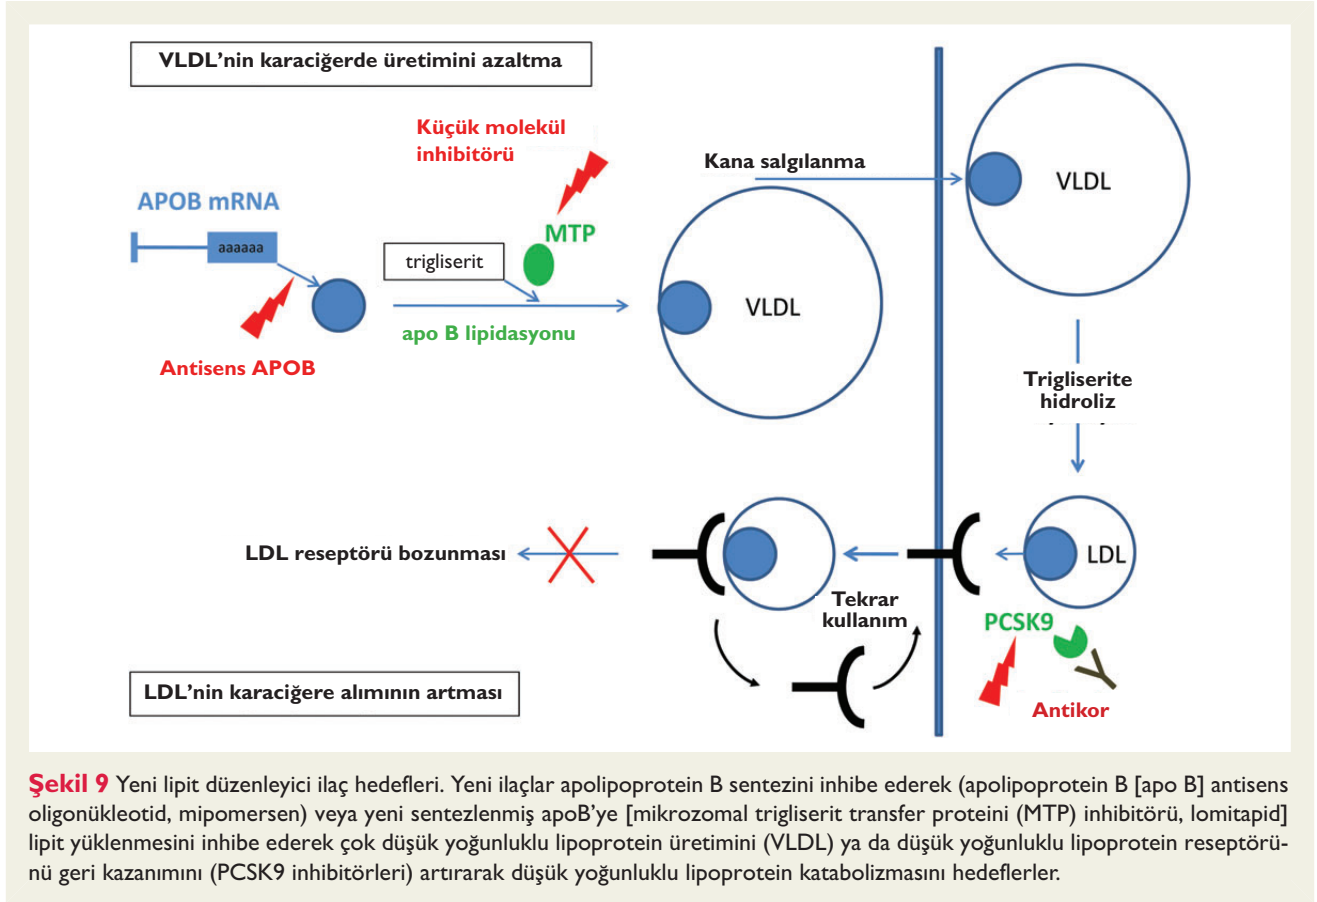 VLDL’nin karaciğerde üretimini azaltma
Küçük molekül
inhibitörü
Kana salgılanma
VLDL
APOB mRNA
aaaaaa
MTP
trigliserit
VLDL
apo B lipidasyonu
Antisens APOB
Trigliserite
hidroliz
LDL reseptörü bozunması
LDL
Tekrar
kullanım
PCSK9
LDL’nin karaciğere alımının artması
Antikor
Şekil 9 Yeni lipit düzenleyici ilaç hedefleri. Yeni ilaçlar apolipoprotein B sentezini inhibe ederek (apolipoprotein B [apo B] antisens
oligonükleotid, mipomersen) veya yeni sentezlenmiş apoB’ye [mikrozomal trigliserit transfer proteini (MTP) inhibitörü, lomitapid]
lipit yüklenmesini inhibe ederek çok düşük yoğunluklu lipoprotein üretimini (VLDL) ya da düşük yoğunluklu lipoprotein reseptörü-
nü geri kazanımını (PCSK9 inhibitörleri) artırarak düşük yoğunluklu lipoprotein katabolizmasını hedeflerler.